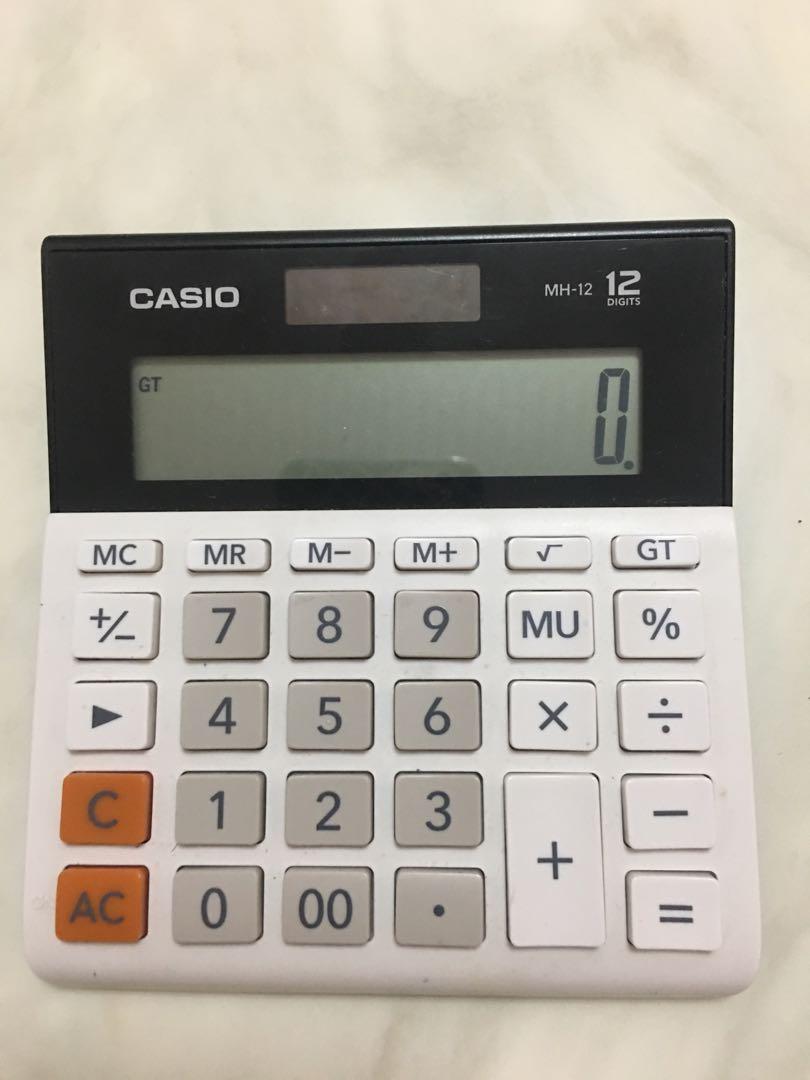 CASIO MH-12 12
DIGITS
GT 0.
MC MR M− M+ √ GT
+/− 7 8 9 MU %
▶ 4 5 6 × ÷
C 1 2 3 + −
AC 0 00 • =